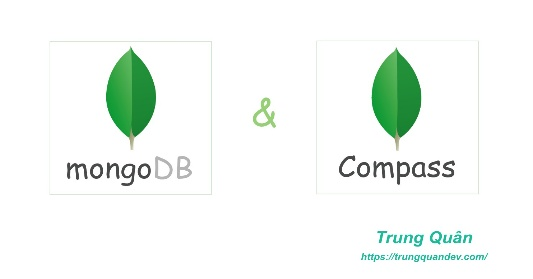 mongoDB
&
Compass
Trung Quân
https://trungquandev.com/